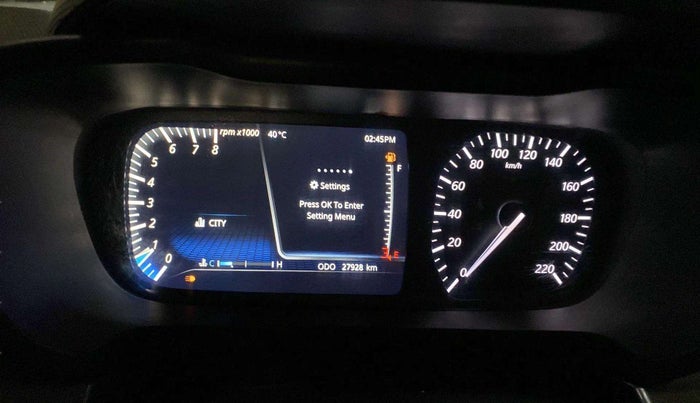 rpm x1000 40°C 02:45PM
8
7
6
5
4
3
2
1
0
F
Settings
Press OK To Enter
Setting Menu
CITY
E
C H
ODO 27928 km
0
20
40
60
80
100
120
140
160
180
200
220
km/h